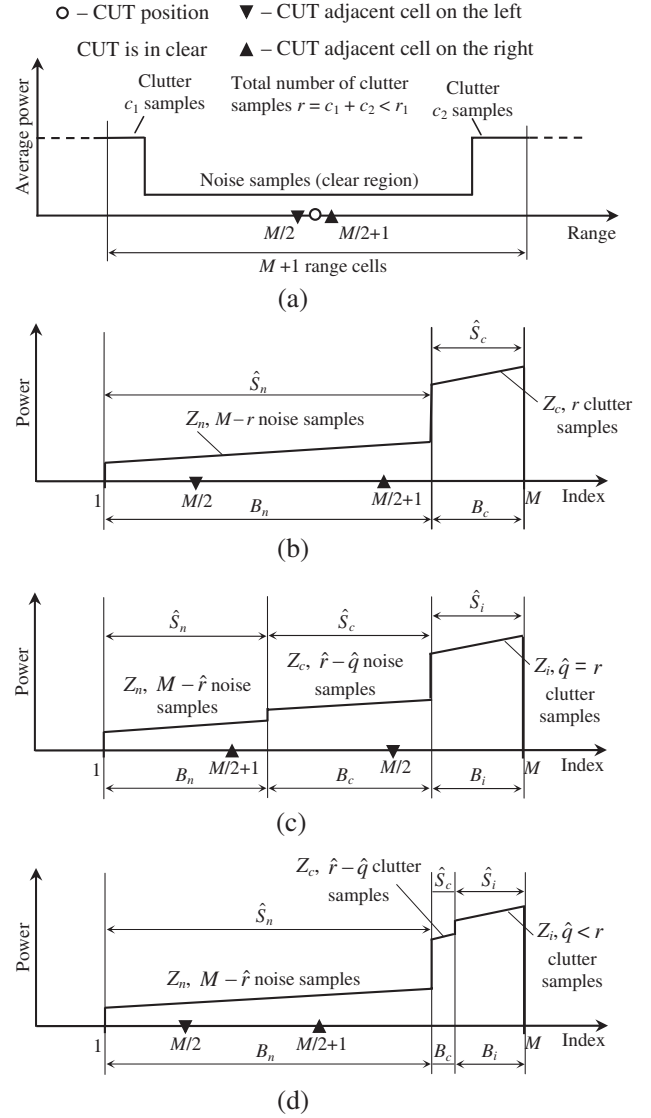 – CUT position
– CUT adjacent cell on the left
CUT is in clear
– CUT adjacent cell on the right
Clutter
c1 samples
Total number of clutter
samples r = c1 + c2 < r1
Clutter
c2 samples
Average power
Noise samples (clear region)
M/2
M/2+1
Range
M +1 range cells
(a)
Ŝc
Ŝn
Power
Zn, M– r noise samples
Zc, r clutter
samples
1
M/2
M/2+1
M
Index
Bn
Bc
(b)
Ŝn
Ŝc
Ŝi
Power
Zn, M – r̂ noise
samples
Zc, r̂ – q̂ noise
samples
Zi, q̂ = r
clutter
samples
1
M/2+1
M/2
M
Index
Bn
Bc
Bi
(c)
Zc, r̂ – q̂ clutter
samples
Ŝn
Ŝc
Ŝi
Power
Zn, M – r̂ noise samples
Zi, q̂ < r
clutter
samples
1
M/2
M/2+1
M
Index
Bn
Bc
Bi
(d)